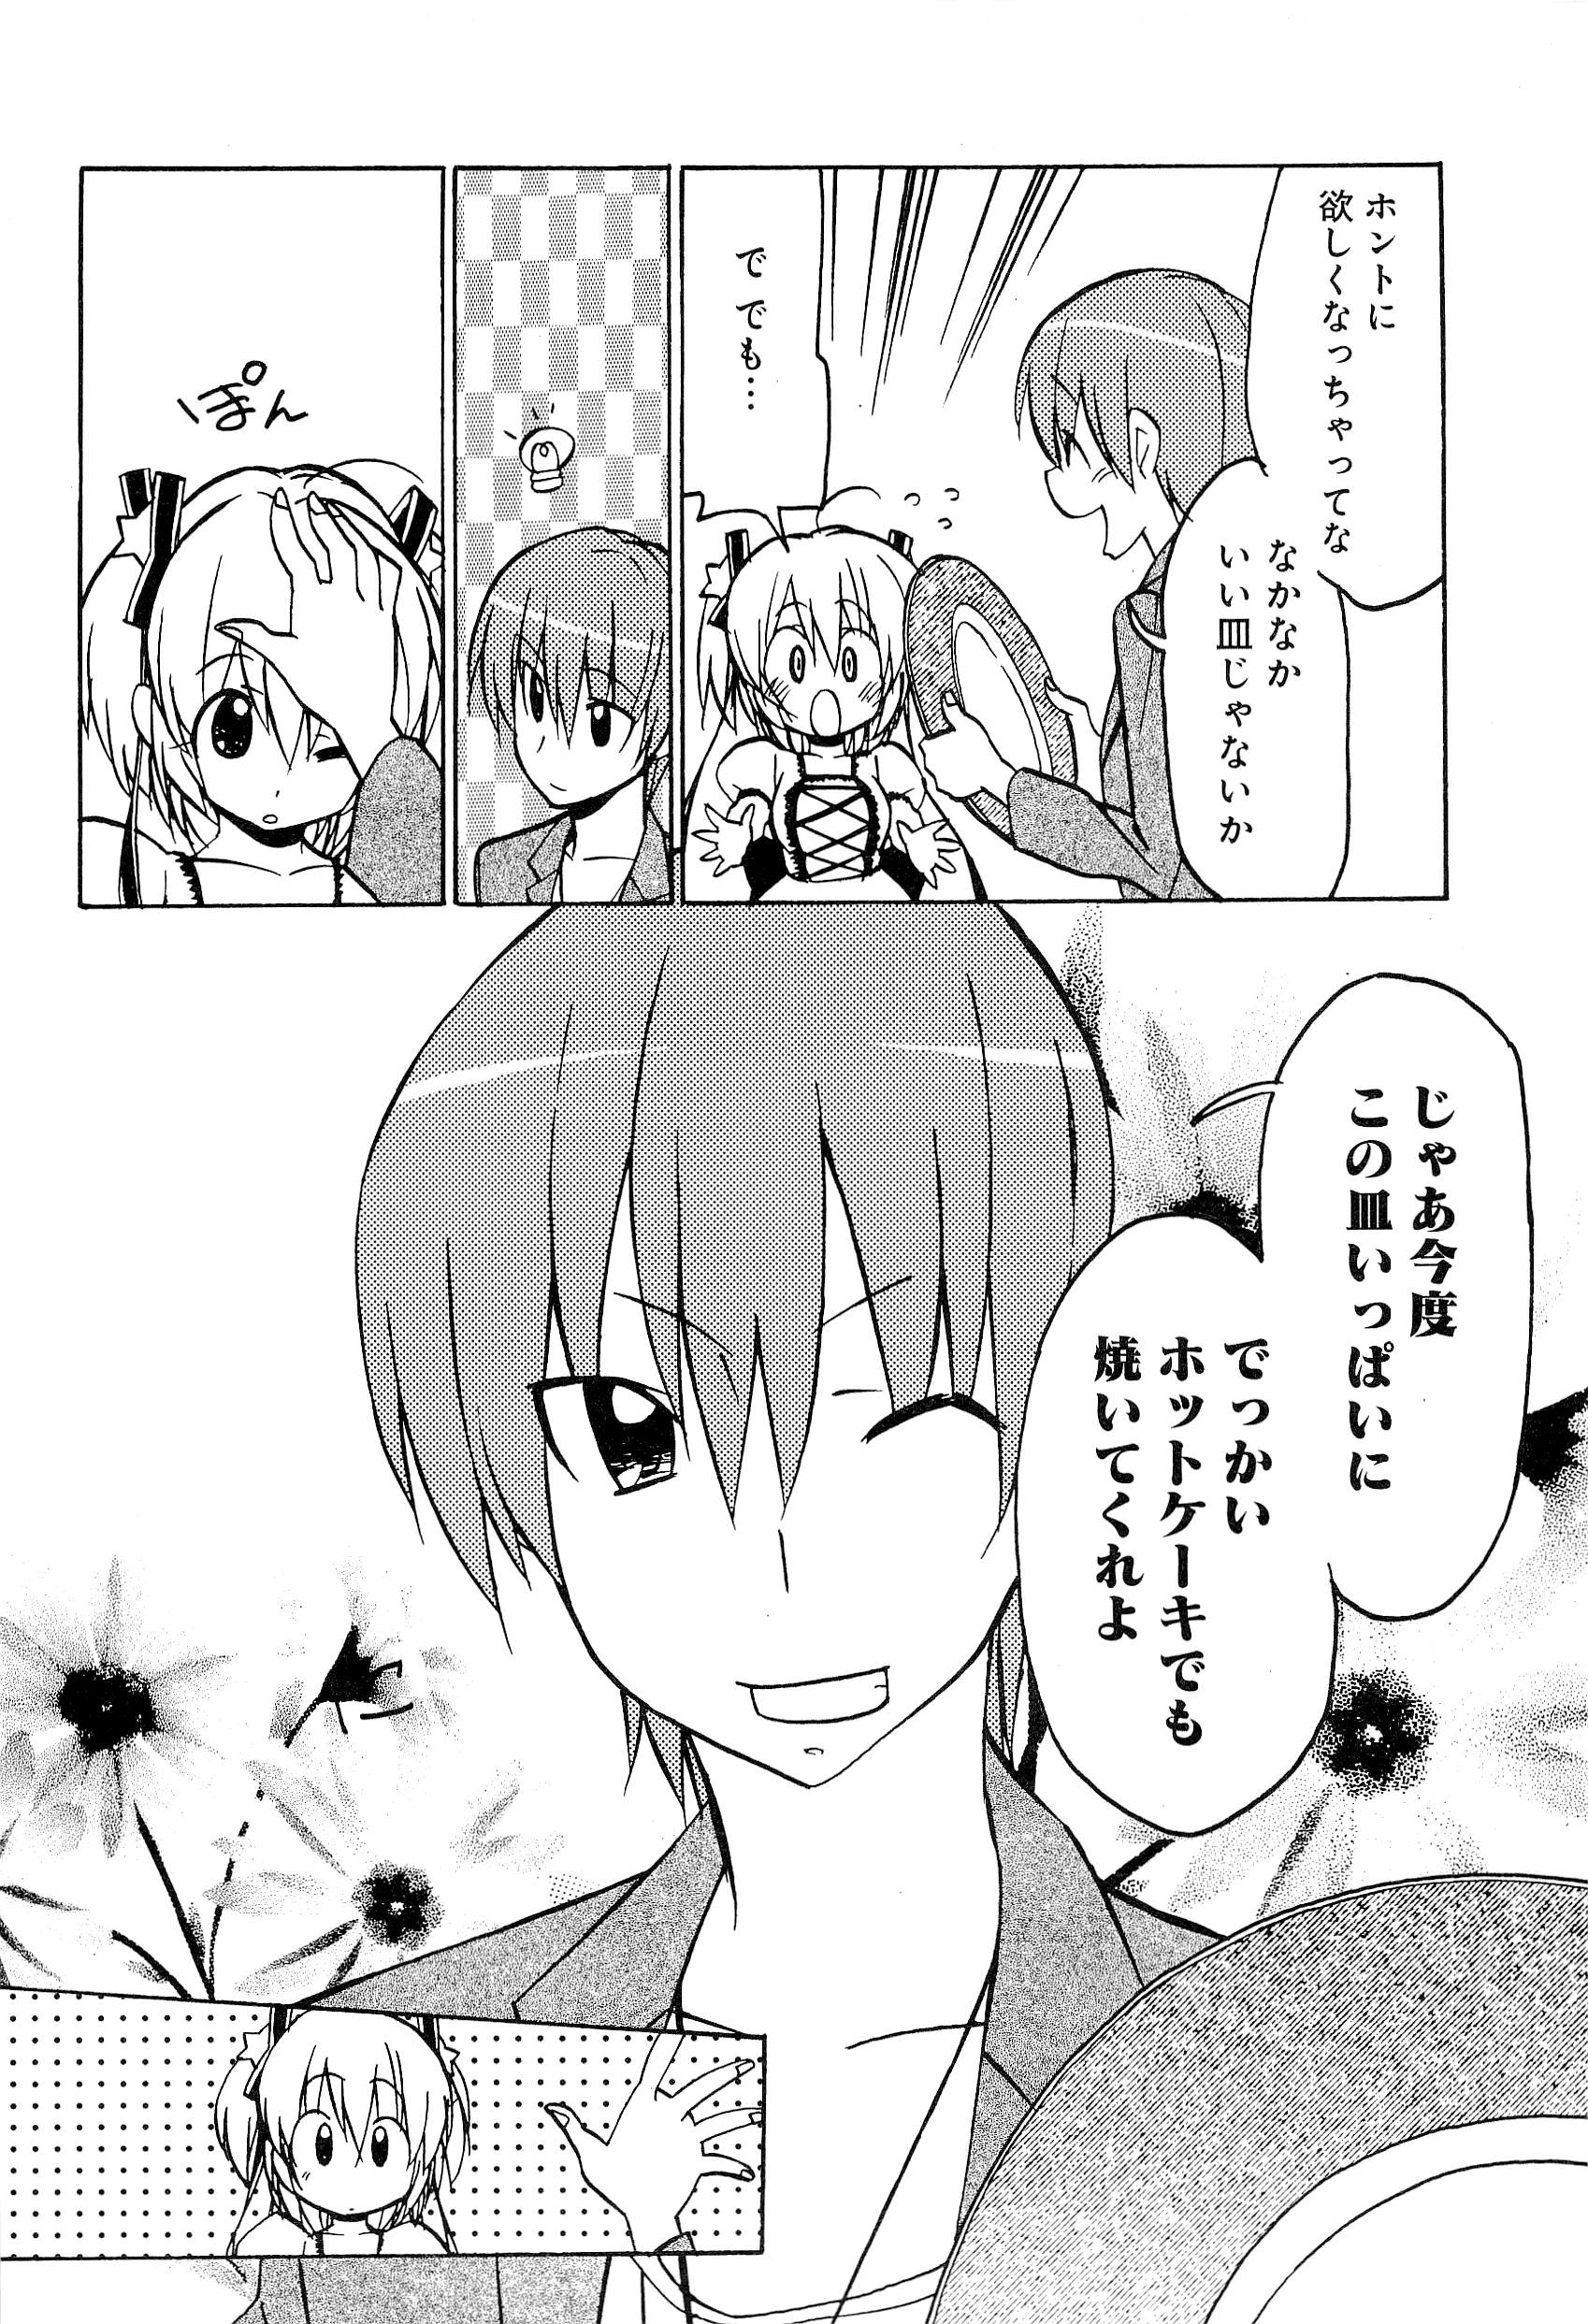 ホントに
欲しくなっちゃってな
なかなか
いい皿じゃないか
で でも…
ぽん
じゃあ今度
この皿いっぱいに
でっかい
ホットケーキでも
焼いてくれよ
ニコ